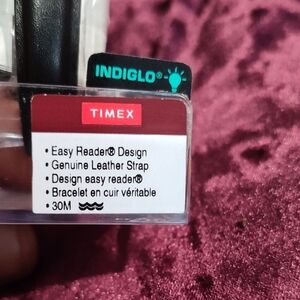 INDIGLO®
TIMEX
• Easy Reader® Design
• Genuine Leather Strap
• Design easy reader®
• Bracelet en cuir véritable
• 30M